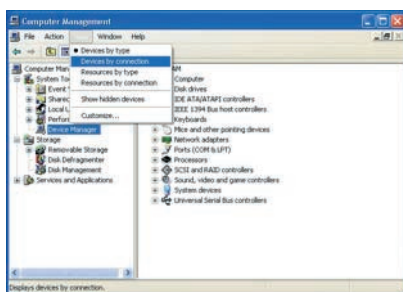 Computer Management
File Action Window Help
Devices by type
Devices by connection
Resources by type
Resources by connection
Show hidden devices
Customize...
Computer Man
System To
Event
Shared
Local
Perfor
Device Manager
Storage
Removable Storage
Disk Defragmenter
Disk Management
Services and Applications
Computer
Disk drives
IDE ATA/ATAPI controllers
IEEE 1394 Bus host controllers
Keyboards
Mice and other pointing devices
Network adapters
Ports (COM & LPT)
Processors
SCSI and RAID controllers
Sound, video and game controllers
System devices
Universal Serial Bus controllers
Displays devices by connection.